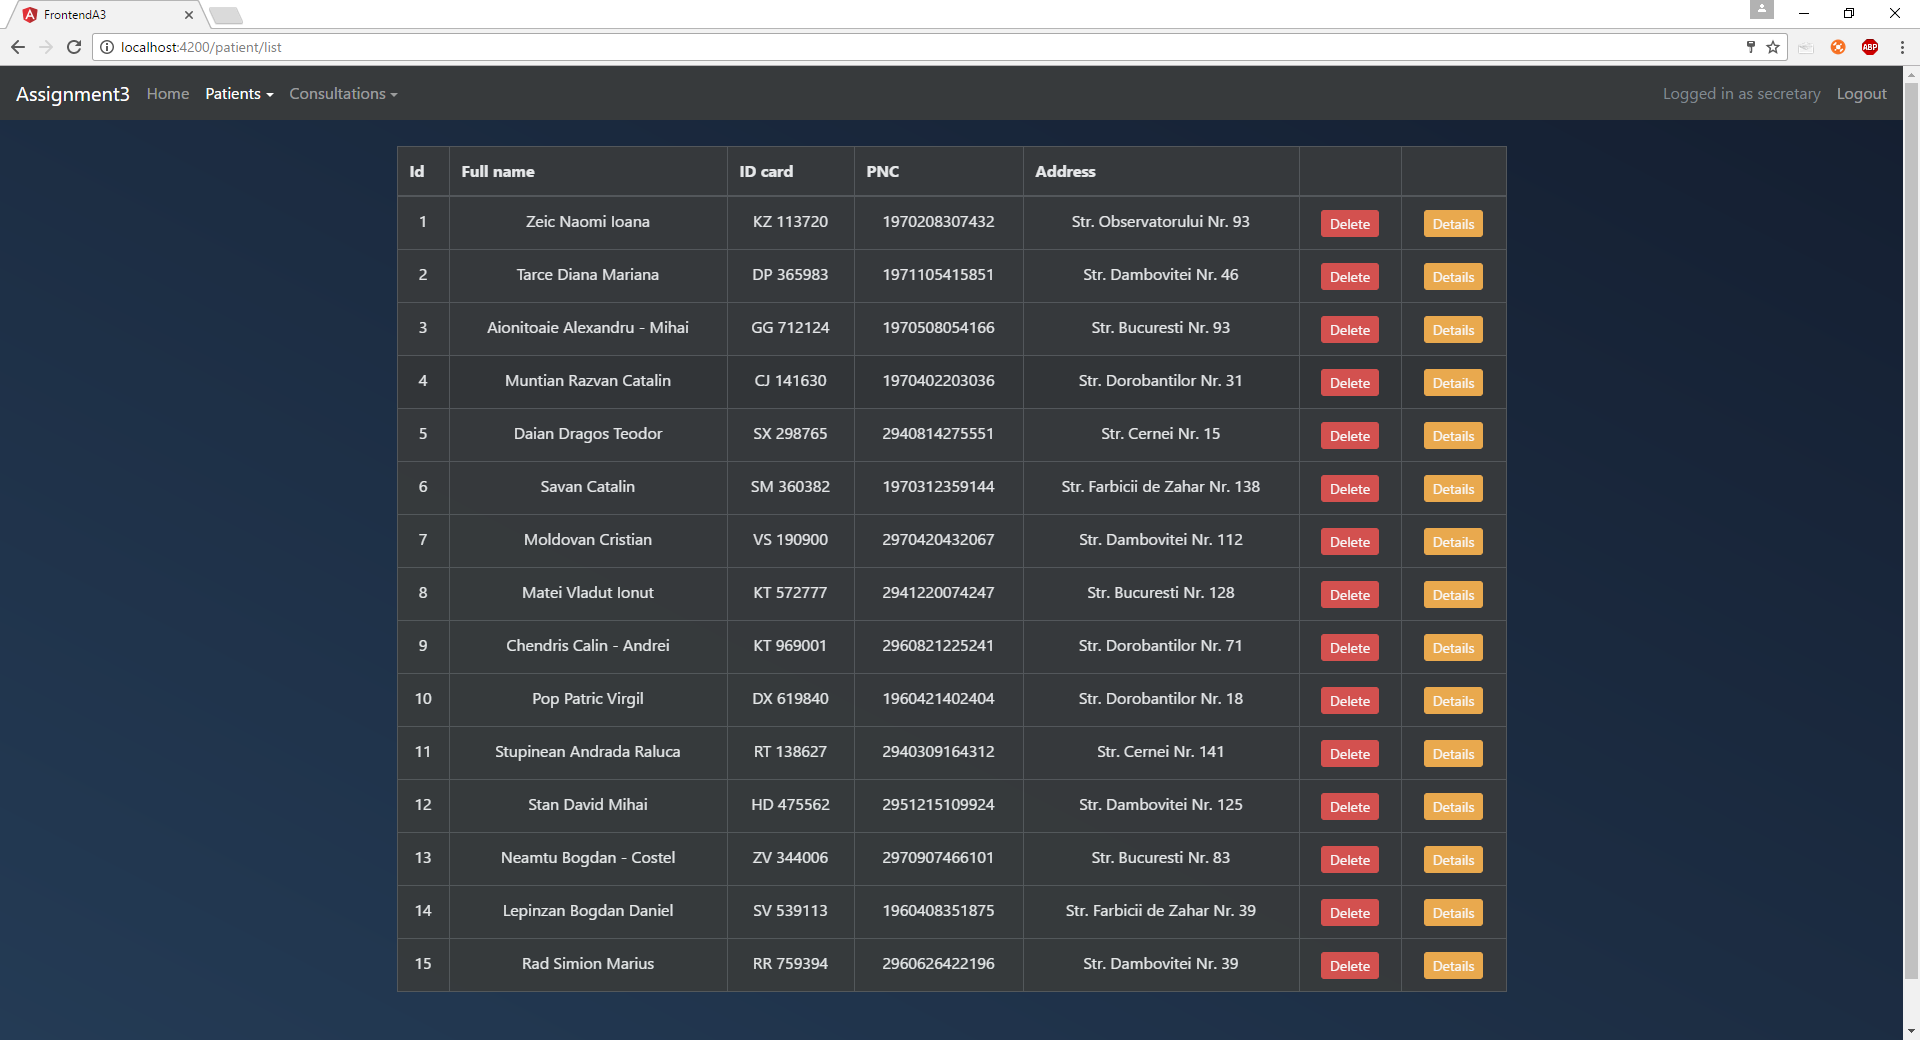 FrontendA3
localhost:4200/patient/list
ABP
Assignment3 Home Patients Consultations Logged in as secretary Logout
Id Full name ID card PNC Address
1 Zeic Naomi Ioana KZ 113720 1970208307432 Str. Observatorului Nr. 93 Delete Details
2 Tarce Diana Mariana DP 365983 1971105415851 Str. Dambovitei Nr. 46 Delete Details
3 Aionitoaie Alexandru - Mihai GG 712124 1970508054166 Str. Bucuresti Nr. 93 Delete Details
4 Muntian Razvan Catalin CJ 141630 1970402203036 Str. Dorobantilor Nr. 31 Delete Details
5 Daian Dragos Teodor SX 298765 2940814275551 Str. Cernei Nr. 15 Delete Details
6 Savan Catalin SM 360382 1970312359144 Str. Farbicii de Zahar Nr. 138 Delete Details
7 Moldovan Cristian VS 190900 2970420432067 Str. Dambovitei Nr. 112 Delete Details
8 Matei Vladut Ionut KT 572777 2941220074247 Str. Bucuresti Nr. 128 Delete Details
9 Chendris Calin - Andrei KT 969001 2960821225241 Str. Dorobantilor Nr. 71 Delete Details
10 Pop Patric Virgil DX 619840 1960421402404 Str. Dorobantilor Nr. 18 Delete Details
11 Stupinean Andrada Raluca RT 138627 2940309164312 Str. Cernei Nr. 141 Delete Details
12 Stan David Mihai HD 475562 2951215109924 Str. Dambovitei Nr. 125 Delete Details
13 Neamtu Bogdan - Costel ZV 344006 2970907466101 Str. Bucuresti Nr. 83 Delete Details
14 Lepinzan Bogdan Daniel SV 539113 1960408351875 Str. Farbicii de Zahar Nr. 39 Delete Details
15 Rad Simion Marius RR 759394 2960626422196 Str. Dambovitei Nr. 39 Delete Details